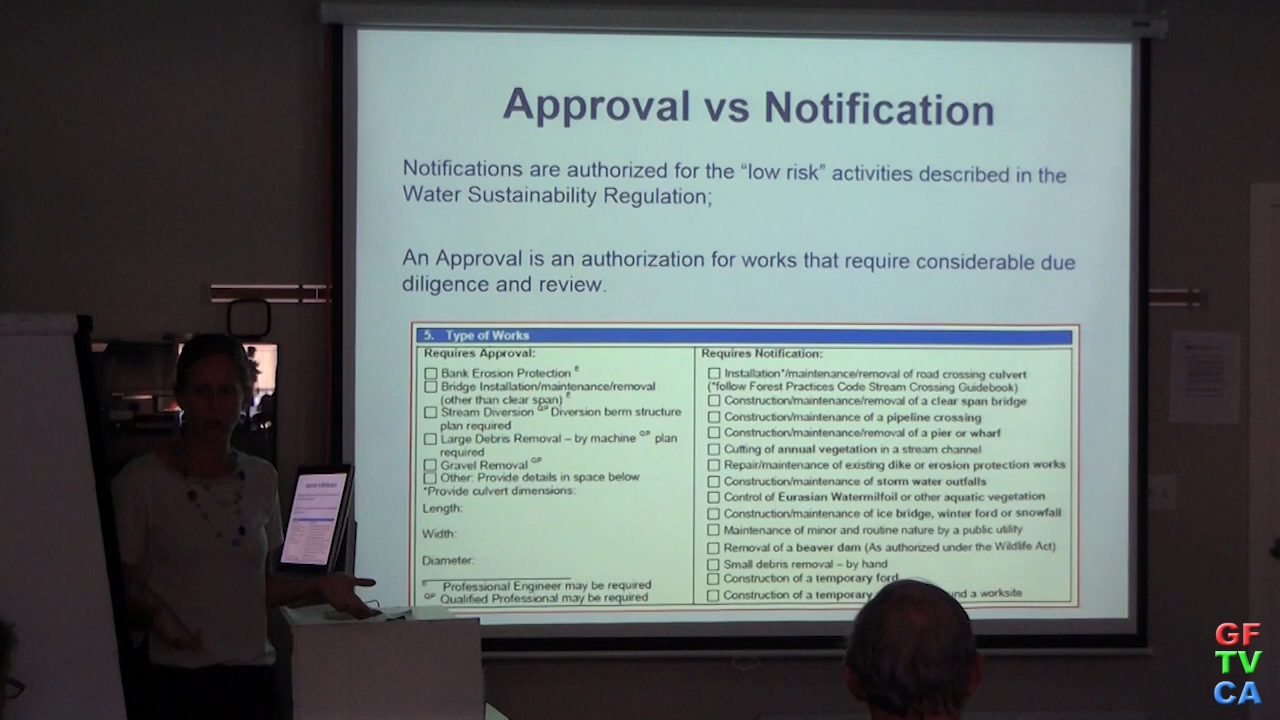 Approval vs Notification
Notifications are authorized for the “low risk” activities described in the
Water Sustainability Regulation;
An Approval is an authorization for works that require considerable due
diligence and review.
5. Type of Works
Requires Approval:
Bank Erosion Protection E
Bridge Installation/maintenance/removal
(other than clear span) E
Stream Diversion QP Diversion berm structure
plan required
Large Debris Removal – by machine QP plan
required
Gravel Removal QP
Other: Provide details in space below
*Provide culvert dimensions:
Length:
Width:
Diameter:
E Professional Engineer may be required
QP Qualified Professional may be required
Requires Notification:
Installation*/maintenance/removal of road crossing culvert
(*follow Forest Practices Code Stream Crossing Guidebook)
Construction/maintenance/removal of a clear span bridge
Construction/maintenance of a pipeline crossing
Construction/maintenance/removal of a pier or wharf
Cutting of annual vegetation in a stream channel
Repair/maintenance of existing dike or erosion protection works
Construction/maintenance of storm water outfalls
Control of Eurasian Watermilfoil or other aquatic vegetation
Construction/maintenance of ice bridge, winter ford or snowfall
Maintenance of minor and routine nature by a public utility
Removal of a beaver dam (As authorized under the Wildlife Act)
Small debris removal – by hand
Construction of a temporary ford
Construction of a temporary a worksite
GF
TV
CA